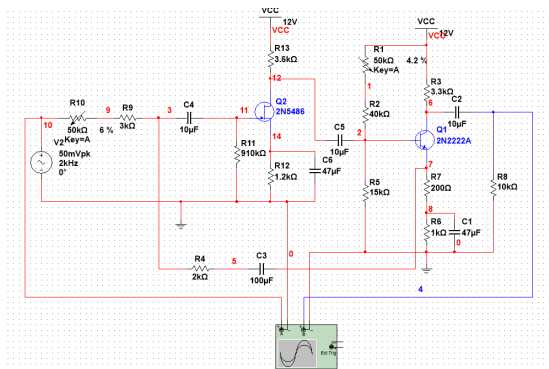 VCC
12V
VCC
R13
3.6kΩ
12
Q2
2N5486
VCC
12V
VCC
R1
50kΩ
Key=A
4.2 %
1
R3
3.3kΩ
6
C2
10µF
R10
50kΩ
Key=A
10
9
6 %
R9
3kΩ
3
C4
10µF
11
14
R2
40kΩ
2
C5
10µF
Q1
2N2222A
7
V2
50mVpk
2kHz
0°
R11
910kΩ
R12
1.2kΩ
C6
47µF
R5
15kΩ
R7
200Ω
R8
10kΩ
8
R6
1kΩ
C1
47µF
0
0
R4
2kΩ
5
C3
100µF
4
Ext Trig